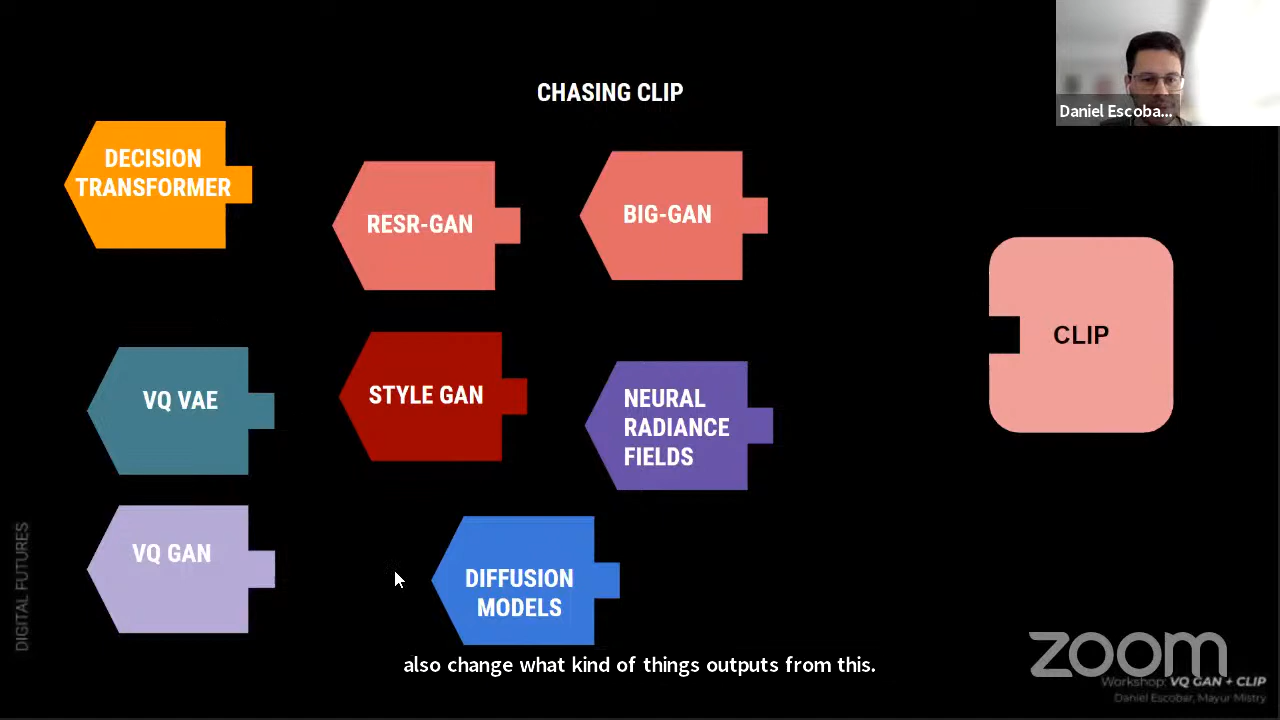 CHASING CLIP
Daniel Escoba...
DECISION
TRANSFORMER
RESR-GAN
BIG-GAN
CLIP
VQ VAE
STYLE GAN
NEURAL
RADIANCE
FIELDS
VQ GAN
DIFFUSION
MODELS
DIGITAL FUTURES
also change what kind of things outputs from this.
zoom
Workshop: VQ GAN + CLIP
Daniel Escobar, Mayur Mistry